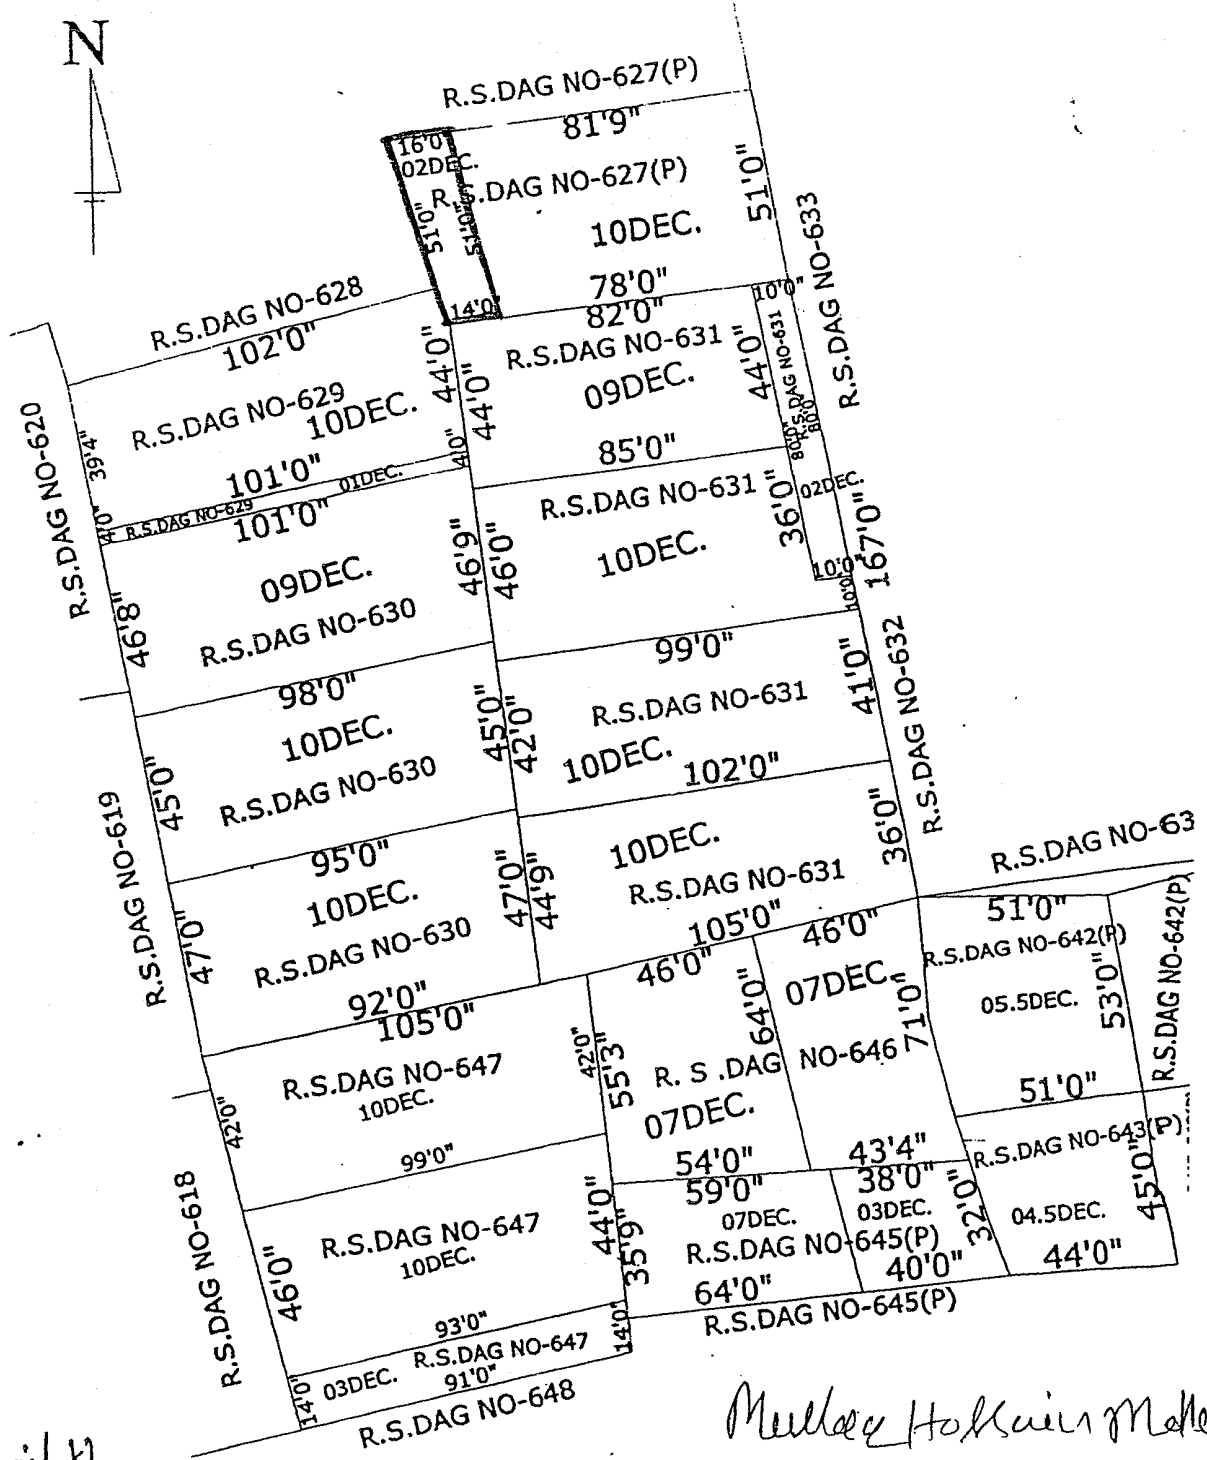 N
R.S.DAG NO-627(P)
81'9"
16'0"
02DEC.
R.S.DAG NO-627(P)
51'0"
51'0"
51'0"
10DEC.
78'0"
14'0"
82'0"
10'0"
R.S.DAG NO-633
R.S.DAG NO-628
102'0"
R.S.DAG NO-629
10DEC.
44'0"
44'0"
R.S.DAG NO-631
09DEC.
44'0"
R.S.DAG NO-631
80'0"
80'0"
85'0"
R.S.DAG NO-620
39'4"
101'0"
4'0"
01DEC.
4'0"
R.S.DAG NO-629
101'0"
09DEC.
R.S.DAG NO-630
46'8"
46'9"
46'0"
R.S.DAG NO-631
10DEC.
36'0"
02DEC.
167'0"
10'0"
10'0"
98'0"
99'0"
10DEC.
R.S.DAG NO-630
45'0"
45'0"
42'0"
R.S.DAG NO-631
10DEC.
41'0"
R.S.DAG NO-632
102'0"
R.S.DAG NO-619
95'0"
10DEC.
R.S.DAG NO-630
47'0"
47'0"
44'9"
10DEC.
R.S.DAG NO-631
36'0"
105'0"
R.S.DAG NO-63
92'0"
105'0"
46'0"
46'0"
51'0"
R.S.DAG NO-642(P)
05.5DEC.
53'0"
R.S.DAG NO-642(P)
51'0"
R.S.DAG NO-647
10DEC.
42'0"
42'0"
55'3"
64'0"
07DEC.
71'0"
R. S .DAG NO-646
07DEC.
99'0"
54'0"
43'4"
R.S.DAG NO-643(P)
04.5DEC.
45'0"
44'0"
R.S.DAG NO-618
R.S.DAG NO-647
10DEC.
46'0"
44'0"
35'9"
59'0"
07DEC.
38'0"
03DEC.
32'0"
R.S.DAG NO-645(P)
64'0"
40'0"
R.S.DAG NO-645(P)
93'0"
14'0"
R.S.DAG NO-647
03DEC.
91'0"
14'0"
R.S.DAG NO-648